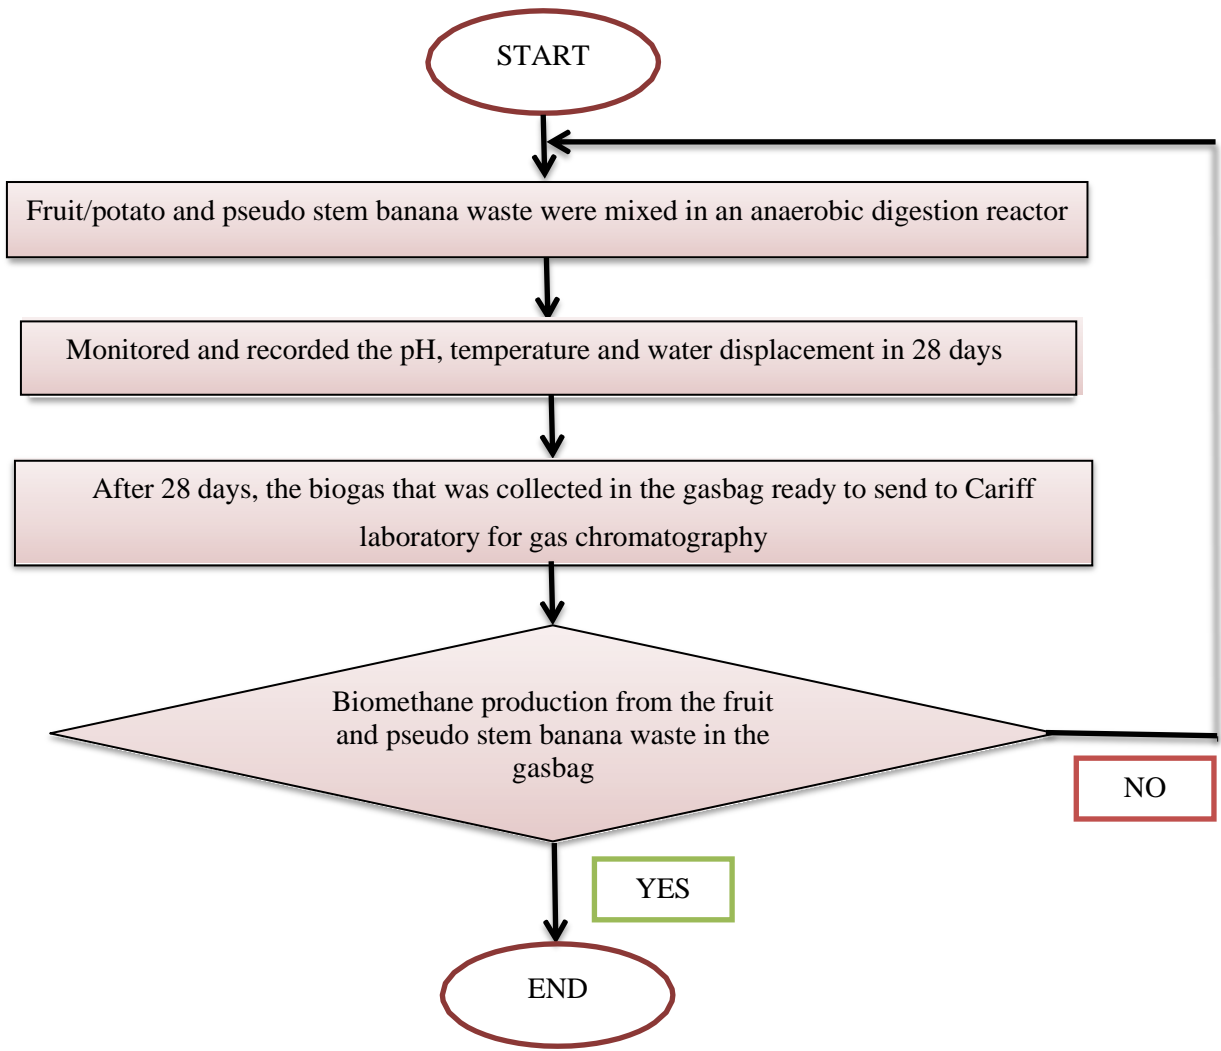 START
Fruit/potato and pseudo stem banana waste were mixed in an anaerobic digestion reactor
Monitored and recorded the pH, temperature and water displacement in 28 days
After 28 days, the biogas that was collected in the gasbag ready to send to Cariff
laboratory for gas chromatography
Biomethane production from the fruit
and pseudo stem banana waste in the
gasbag
NO
YES
END